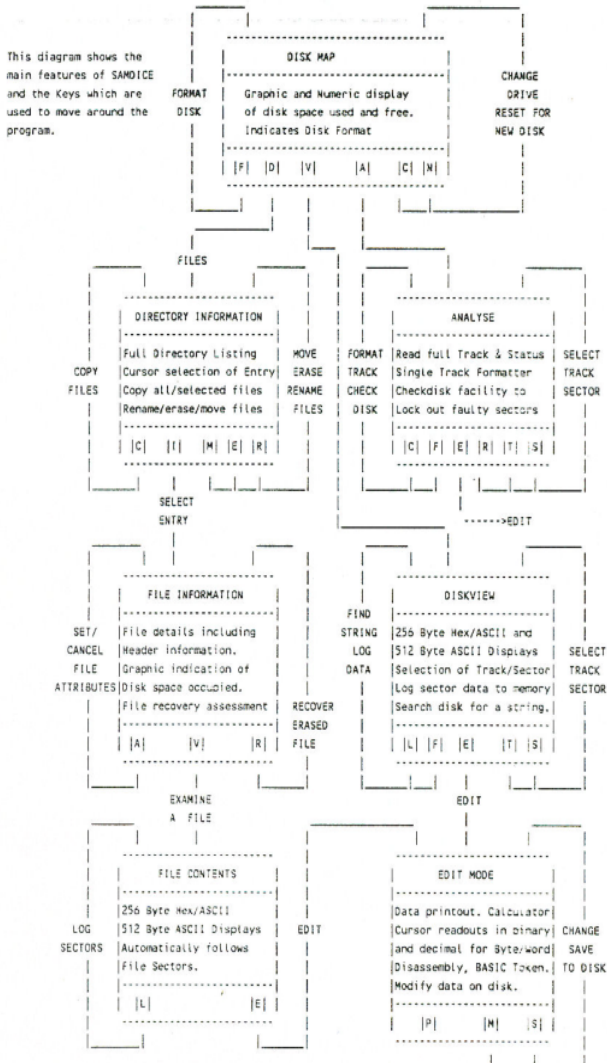 This diagram shows the
main features of SAMDICE
and the Keys which are
used to move around the
program.
FORMAT
DISK
DISK MAP
Graphic and Numeric display
of disk space used and free.
Indicates Disk Format
|F| |D| |V| |A| |C| |N|
CHANGE
DRIVE
RESET FOR
NEW DISK
FILES
COPY
FILES
DIRECTORY INFORMATION
Full Directory Listing
Cursor selection of Entry
Copy all/selected files
Rename/erase/move files
|C| |I| |M| |E| |R|
MOVE
ERASE
RENAME
FILES
FORMAT
TRACK
CHECK
DISK
ANALYSE
Read full Track & Status
Single Track Formatter
Checkdisk facility to
Lock out faulty sectors
|C| |F| |E| |R| |T| |S|
SELECT
TRACK
SECTOR
SELECT
ENTRY
------>EDIT
SET/
CANCEL
FILE
ATTRIBUTES
FILE INFORMATION
File details including
Header information.
Graphic indication of
Disk space occupied.
File recovery assessment
|A| |V| |R|
RECOVER
ERASED
FILE
FIND
STRING
LOG
DATA
DISKVIEW
256 Byte Hex/ASCII and
512 Byte ASCII Displays
Selection of Track/Sector
Log sector data to memory
Search disk for a string.
|L| |F| |E| |T| |S|
SELECT
TRACK
SECTOR
EXAMINE
A FILE
EDIT
LOG
SECTORS
FILE CONTENTS
256 Byte Hex/ASCII
512 Byte ASCII Displays
Automatically follows
File Sectors.
|L| |E|
EDIT
EDIT MODE
Data printout. Calculator
Cursor readouts in binary
and decimal for Byte/Word
Disassembly, BASIC Token.
Modify data on disk.
|P| |M| |S|
CHANGE
SAVE
TO DISK